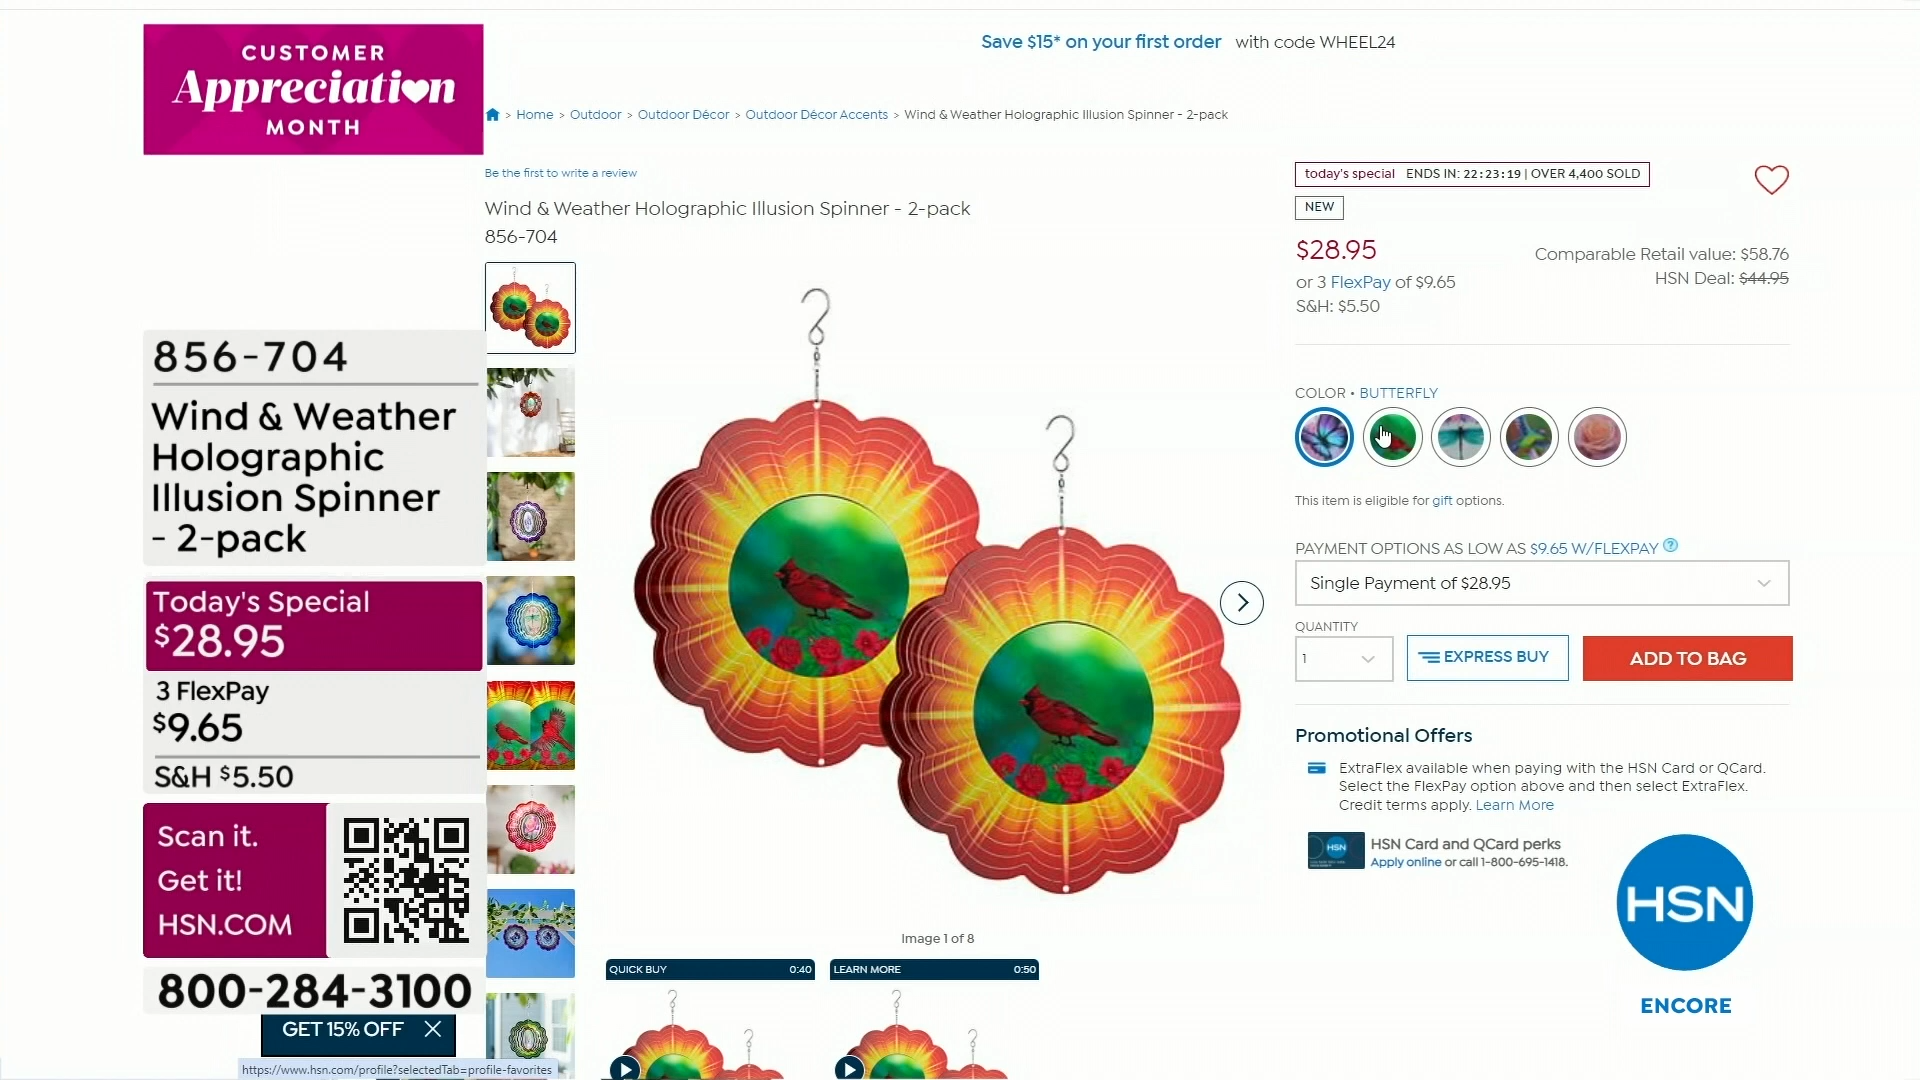 CUSTOMER
Appreciation
MONTH
Save $15* on your first order with code WHEEL24
> Home > Outdoor > Outdoor Décor > Outdoor Décor Accents > Wind & Weather Holographic Illusion Spinner - 2-pack
Be the first to write a review
Wind & Weather Holographic Illusion Spinner - 2-pack
856-704
today's special ENDS IN: 22:23:19 | OVER 4,400 SOLD
NEW
$28.95
Comparable Retail value: $58.76
or 3 FlexPay of $9.65
HSN Deal: $44.95
S&H: $5.50
856-704
Wind & Weather
Holographic
Illusion Spinner
- 2-pack
Today's Special
$28.95
3 FlexPay
$9.65
S&H $5.50
Scan it.
Get it!
HSN.COM
800-284-3100
GET 15% OFF
https://www.hsn.com/profile?selectedTab=profile-favorites
COLOR • BUTTERFLY
This item is eligible for gift options.
PAYMENT OPTIONS AS LOW AS $9.65 W/FLEXPAY ?
Single Payment of $28.95
QUANTITY
1
EXPRESS BUY
ADD TO BAG
Promotional Offers
ExtraFlex available when paying with the HSN Card or QCard.
Select the FlexPay option above and then select ExtraFlex.
Credit terms apply. Learn More
HSN
HSN Card and QCard perks
Apply online or call 1-800-695-1418.
Image 1 of 8
QUICK BUY 0:40
LEARN MORE 0:50
HSN
ENCORE